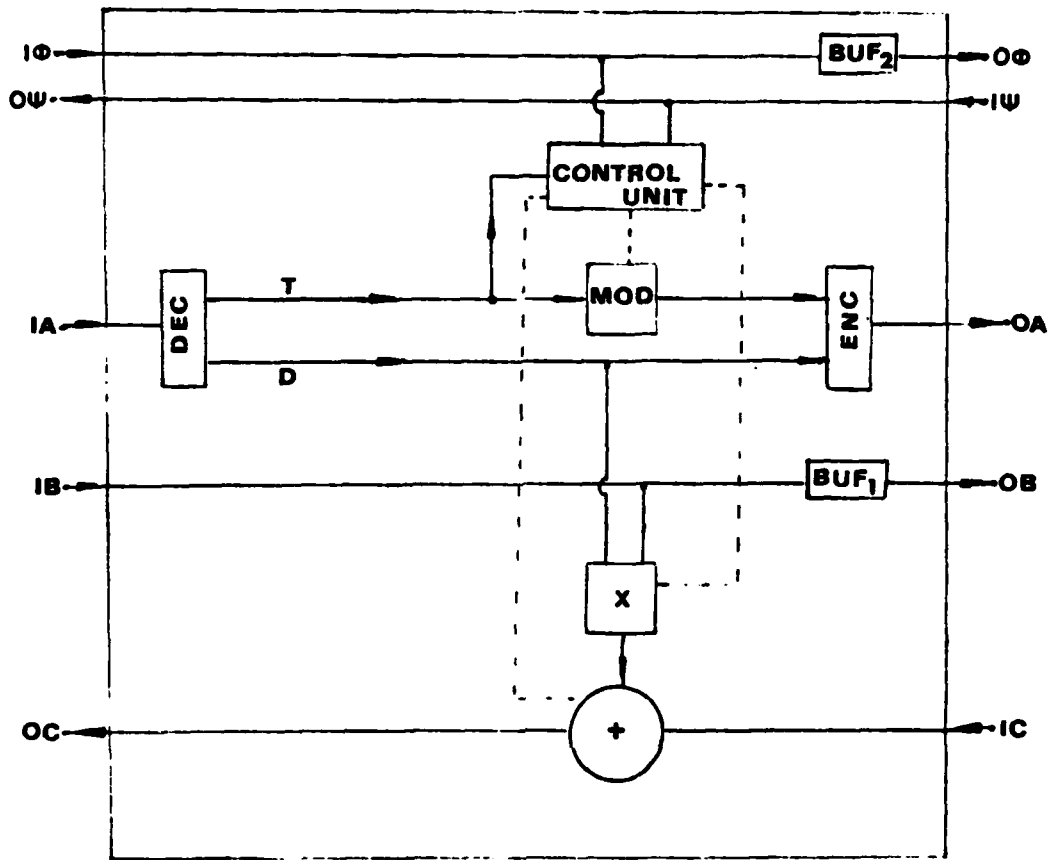 IΦ
BUF2
OΦ
OΨ
IΨ
CONTROL
UNIT
T
MOD
IA
DEC
ENC
OA
D
IB
BUF1
OB
X
OC
+
IC